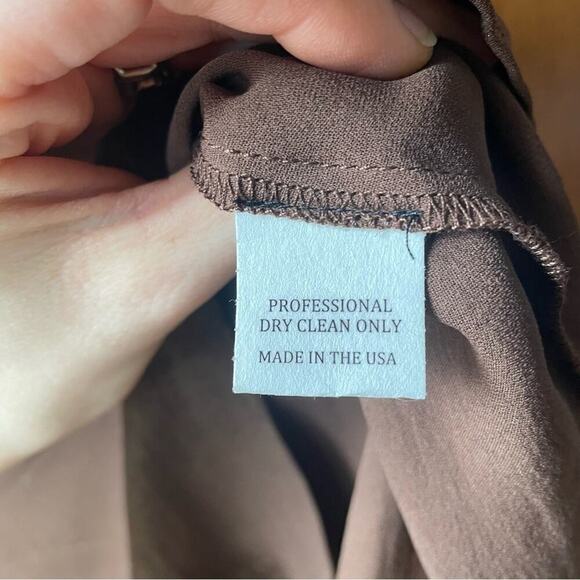 PROFESSIONAL
DRY CLEAN ONLY
MADE IN THE USA